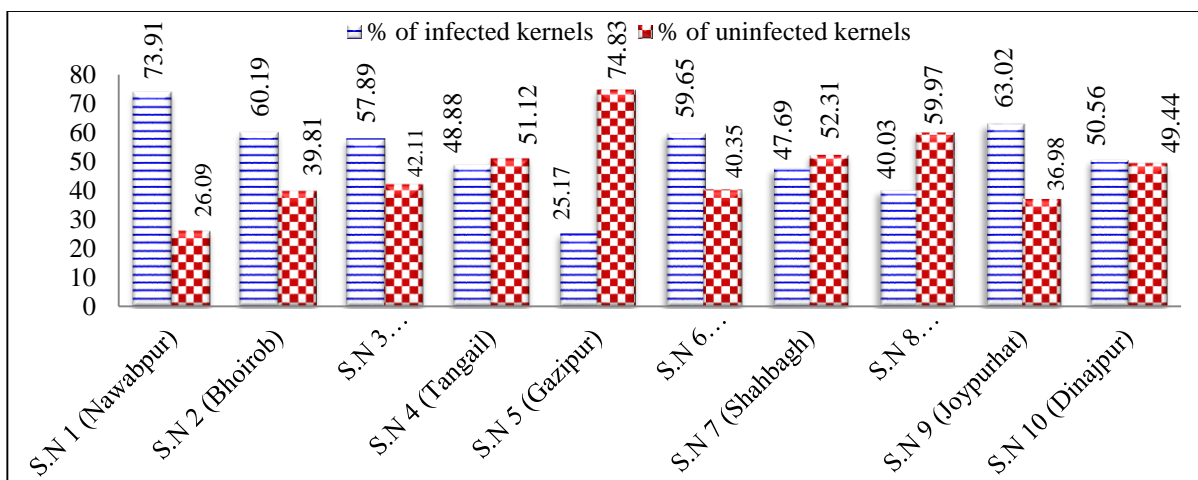 % of infected kernels % of uninfected kernels
73.91
26.09
60.19
39.81
57.89
42.11
48.88
51.12
25.17
74.83
59.65
40.35
47.69
52.31
40.03
59.97
63.02
36.98
50.56
49.44
80
70
60
50
40
30
20
10
0
S.N 1 (Nawabpur)
S.N 2 (Bhoirob)
S.N 3…
S.N 4 (Tangail)
S.N 5 (Gazipur)
S.N 6…
S.N 7 (Shahbagh)
S.N 8…
S.N 9 (Joypurhat)
S.N 10 (Dinajpur)